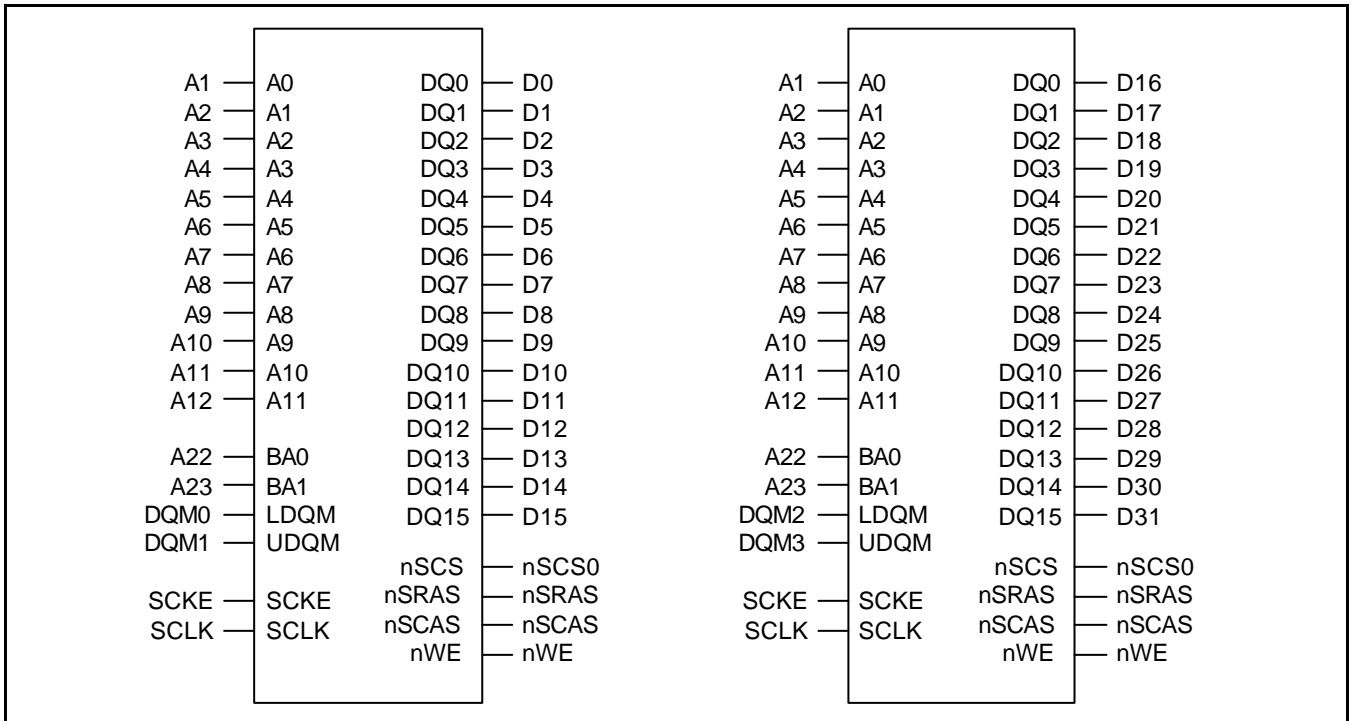 A1 A0 DQ0 D0
A2 A1 DQ1 D1
A3 A2 DQ2 D2
A4 A3 DQ3 D3
A5 A4 DQ4 D4
A6 A5 DQ5 D5
A7 A6 DQ6 D6
A8 A7 DQ7 D7
A9 A8 DQ8 D8
A10 A9 DQ9 D9
A11 A10 DQ10 D10
A12 A11 DQ11 D11
DQ12 D12
A22 BA0 DQ13 D13
A23 BA1 DQ14 D14
DQM0 LDQM DQ15 D15
DQM1 UDQM
nSCS nSCS0
SCKE SCKE nSRAS nSRAS
SCLK SCLK nSCAS nSCAS
nWE nWE
A1 A0 DQ0 D16
A2 A1 DQ1 D17
A3 A2 DQ2 D18
A4 A3 DQ3 D19
A5 A4 DQ4 D20
A6 A5 DQ5 D21
A7 A6 DQ6 D22
A8 A7 DQ7 D23
A9 A8 DQ8 D24
A10 A9 DQ9 D25
A11 A10 DQ10 D26
A12 A11 DQ11 D27
DQ12 D28
A22 BA0 DQ13 D29
A23 BA1 DQ14 D30
DQM2 LDQM DQ15 D31
DQM3 UDQM
nSCS nSCS0
SCKE SCKE nSRAS nSRAS
SCLK SCLK nSCAS nSCAS
nWE nWE